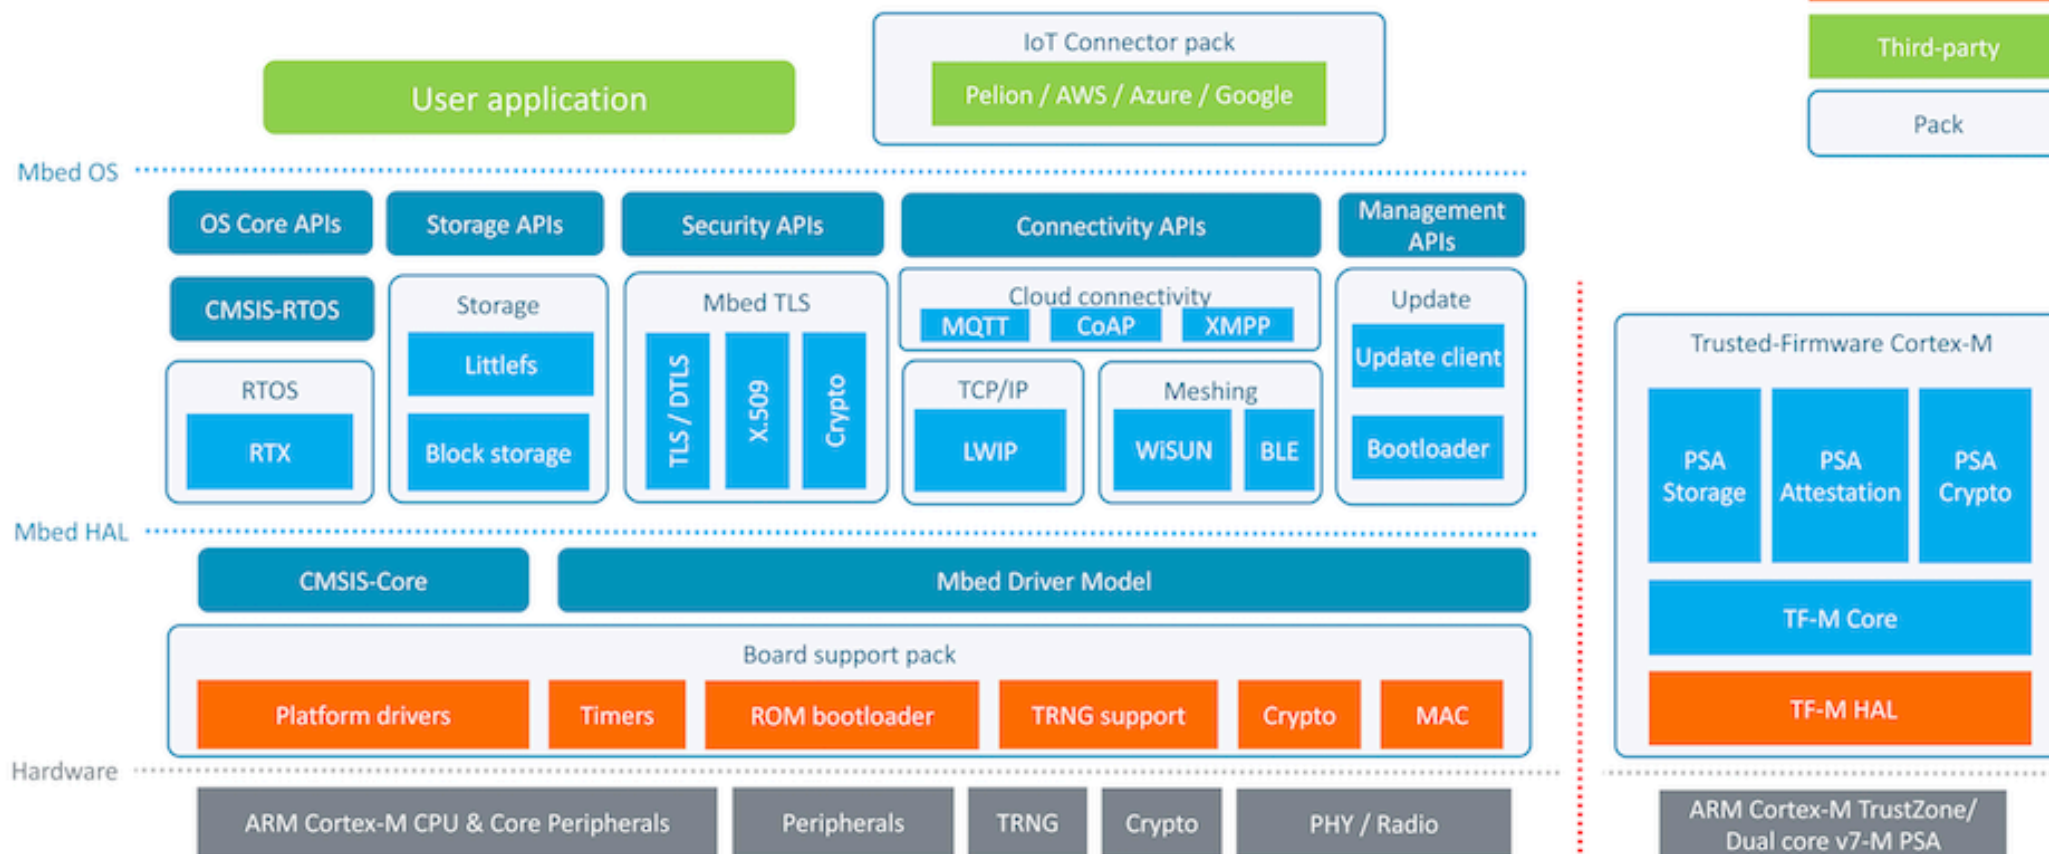 IoT Connector pack
Pelion / AWS / Azure / Google
User application
Third-party
Pack
Mbed OS
OS Core APIs
Storage APIs
Security APIs
Connectivity APIs
Management
APIs
CMSIS-RTOS
RTOS
RTX
Storage
Littlefs
Block storage
Mbed TLS
TLS / DTLS
X.509
Crypto
Cloud connectivity
MQTT
CoAP
XMPP
TCP/IP
LWIP
Meshing
WiSUN
BLE
Update
Update client
Bootloader
Trusted-Firmware Cortex-M
PSA
Storage
PSA
Attestation
PSA
Crypto
TF-M Core
TF-M HAL
Mbed HAL
CMSIS-Core
Mbed Driver Model
Board support pack
Platform drivers
Timers
ROM bootloader
TRNG support
Crypto
MAC
Hardware
ARM Cortex-M CPU & Core Peripherals
Peripherals
TRNG
Crypto
PHY / Radio
ARM Cortex-M TrustZone/
Dual core v7-M PSA